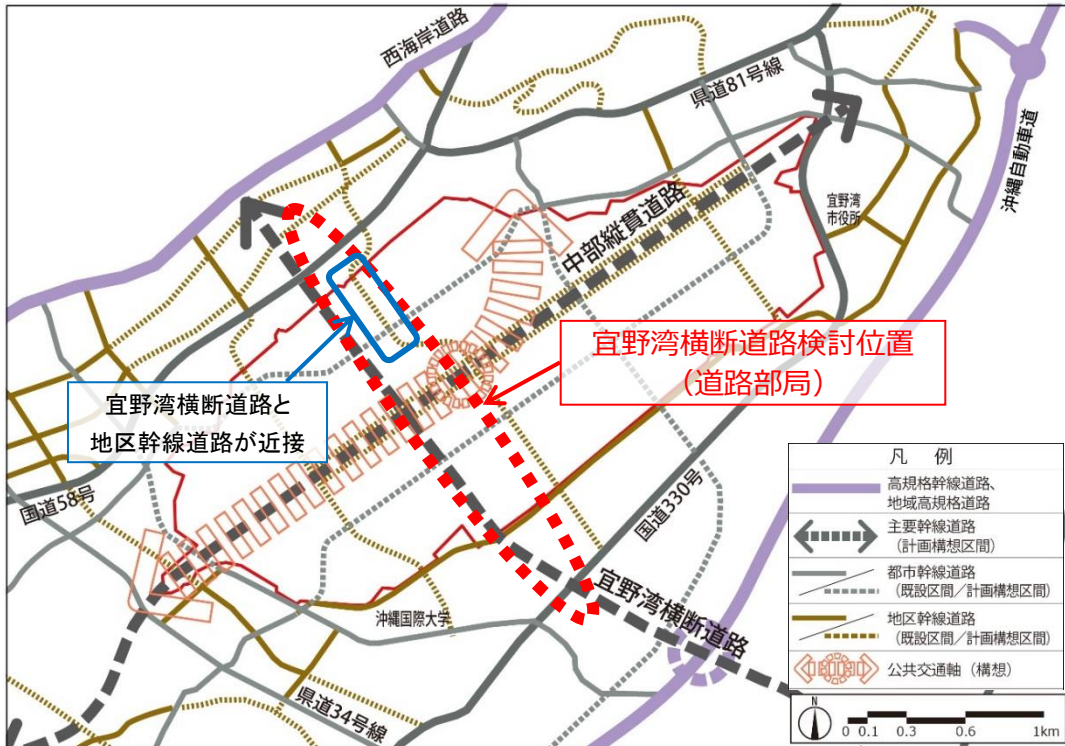 西海岸道路
県道81号線
沖縄自動車道
宜野湾
市役所
中部縦貫道路
宜野湾横断道路検討位置
（道路部局）
宜野湾横断道路と
地区幹線道路が近接
国道58号
国道330号
宜野湾横断道路
沖縄国際大学
県道34号線
凡　例
高規格幹線道路、
地域高規格道路
主要幹線道路
（計画構想区間）
都市幹線道路
（既設区間／計画構想区間）
地区幹線道路
（既設区間／計画構想区間）
公共交通軸（構想）
N
0 0.1 0.3 0.6 1km